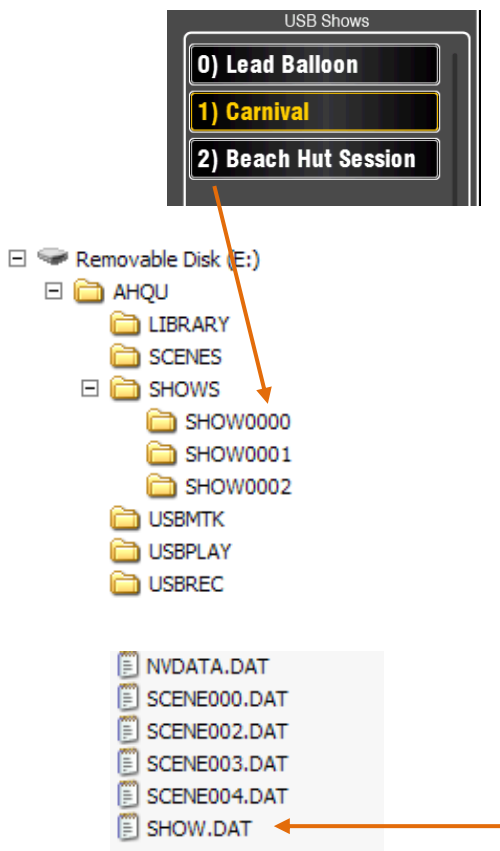 USB Shows
0) Lead Balloon
1) Carnival
2) Beach Hut Session
Removable Disk (E:)
AHQU
LIBRARY
SCENES
SHOWS
SHOW0000
SHOW0001
SHOW0002
USBMTK
USBPLAY
USBREC
NVDATA.DAT
SCENE000.DAT
SCENE002.DAT
SCENE003.DAT
SCENE004.DAT
SHOW.DAT